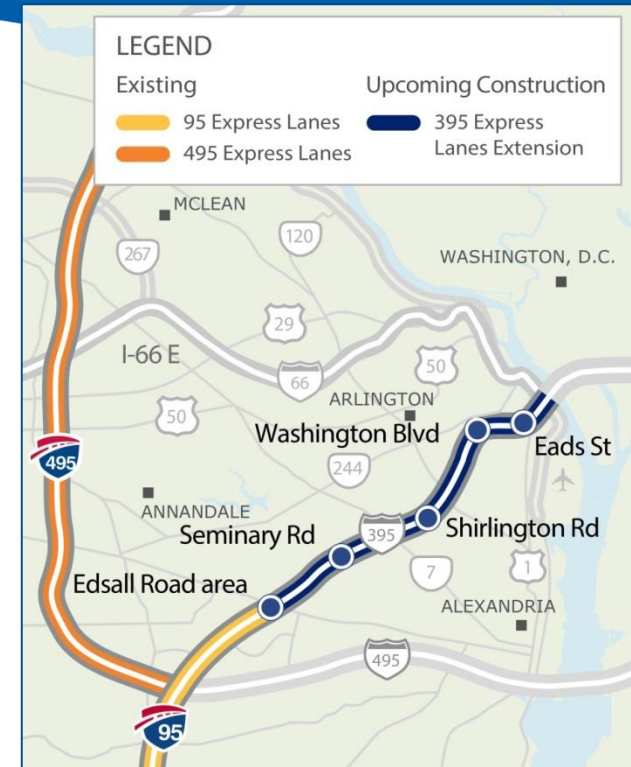 LEGEND
Existing
Upcoming Construction
95 Express Lanes
495 Express Lanes
395 Express
Lanes Extension
MCLEAN
267
120
WASHINGTON, D.C.
29
I-66 E
66
50
50
ARLINGTON
Washington Blvd
Eads St
495
244
ANNANDALE
Seminary Rd
395
Shirlington Rd
7
1
Edsall Road area
ALEXANDRIA
495
95